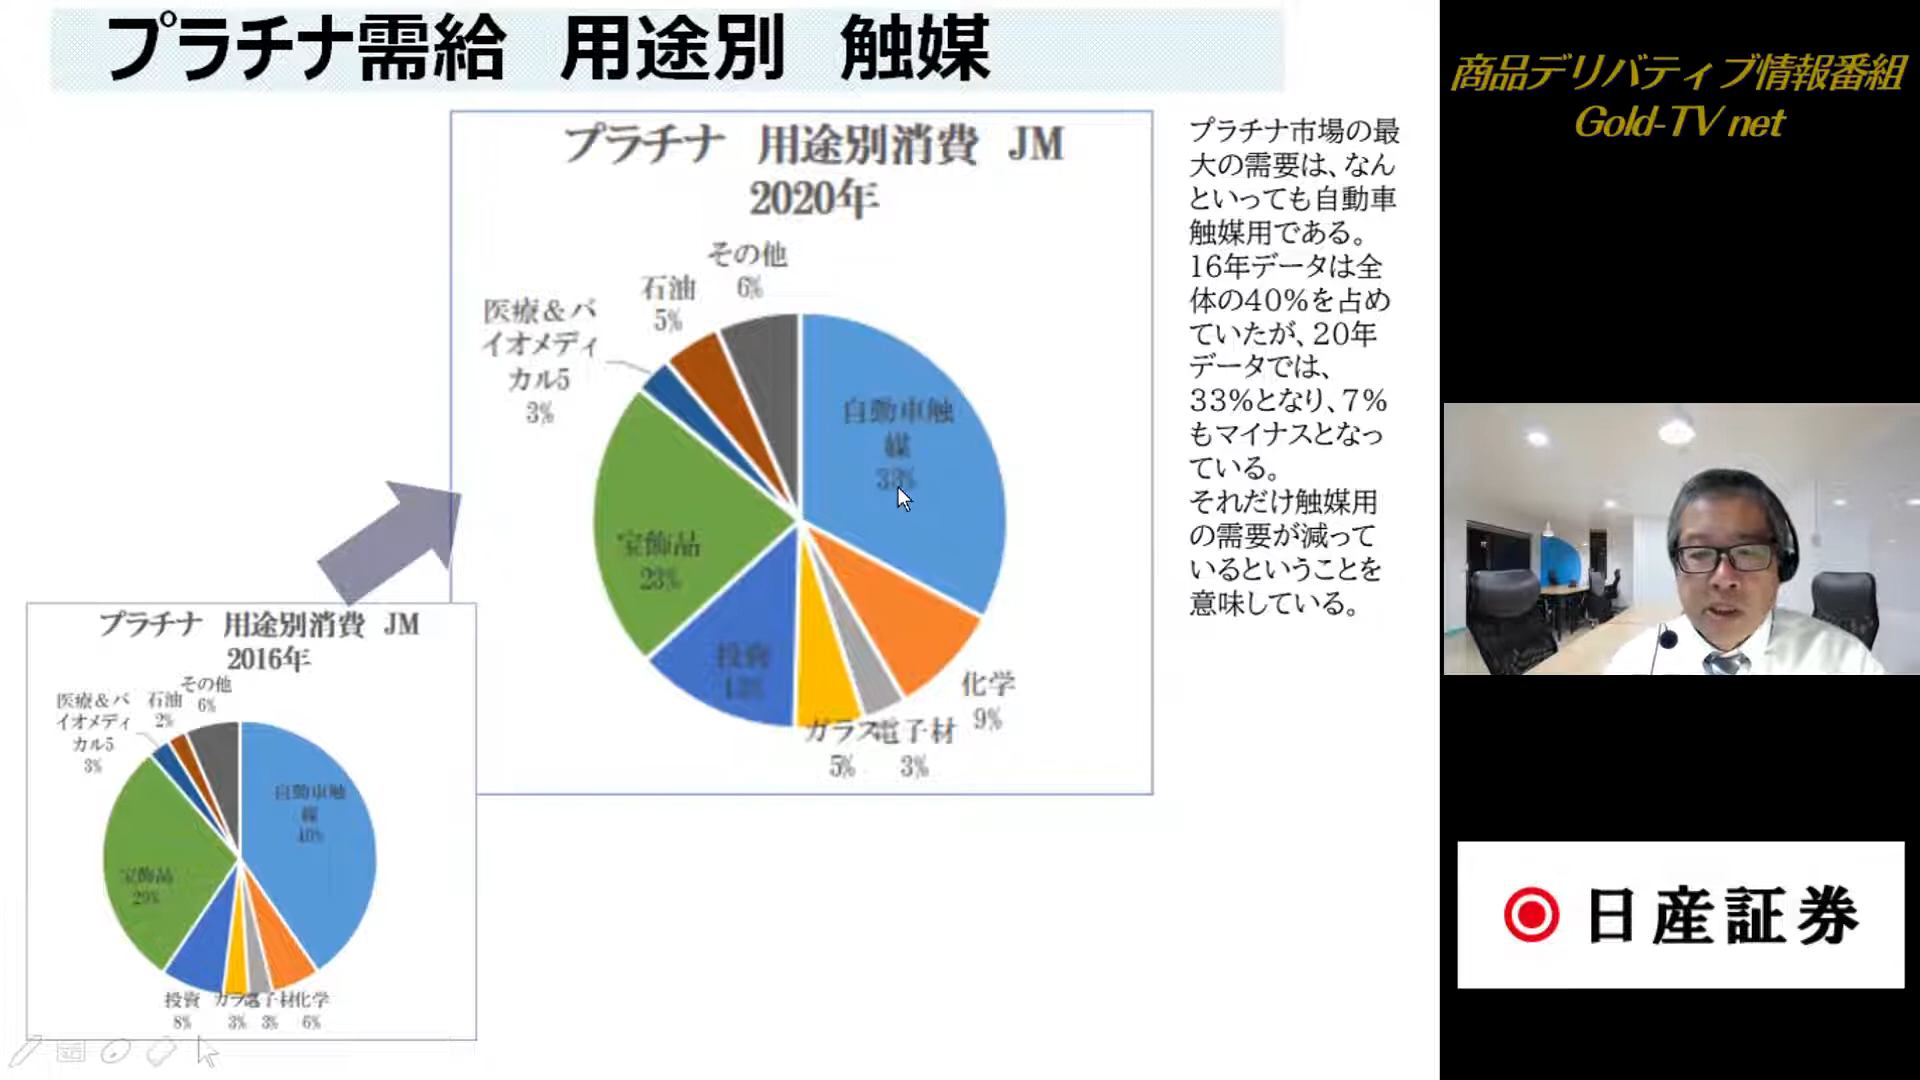 プラチナ需給 用途別 触媒
プラチナ 用途別消費 JM
2020年
その他
6%
石油
5%
医療＆バ
イオメディ
カル5
3%
自動車触
媒
33%
宝飾品
23%
投資
13%
ガラス
5%
電子材
3%
化学
9%
プラチナ市場の最
大の需要は、なん
といっても自動車
触媒用である。
16年データは全
体の40%を占め
ていたが、20年
データでは、
33%となり、7%
もマイナスとなっ
ている。
それだけ触媒用
の需要が減って
いるということを
意味している。
プラチナ 用途別消費 JM
2016年
その他
6%
石油
2%
医療＆バ
イオメディ
カル5
3%
自動車触
媒
40%
宝飾品
29%
投資
8%
ガラス
3%
電子材
3%
化学
6%
商品デリバティブ情報番組
Gold-TV net
日産証券